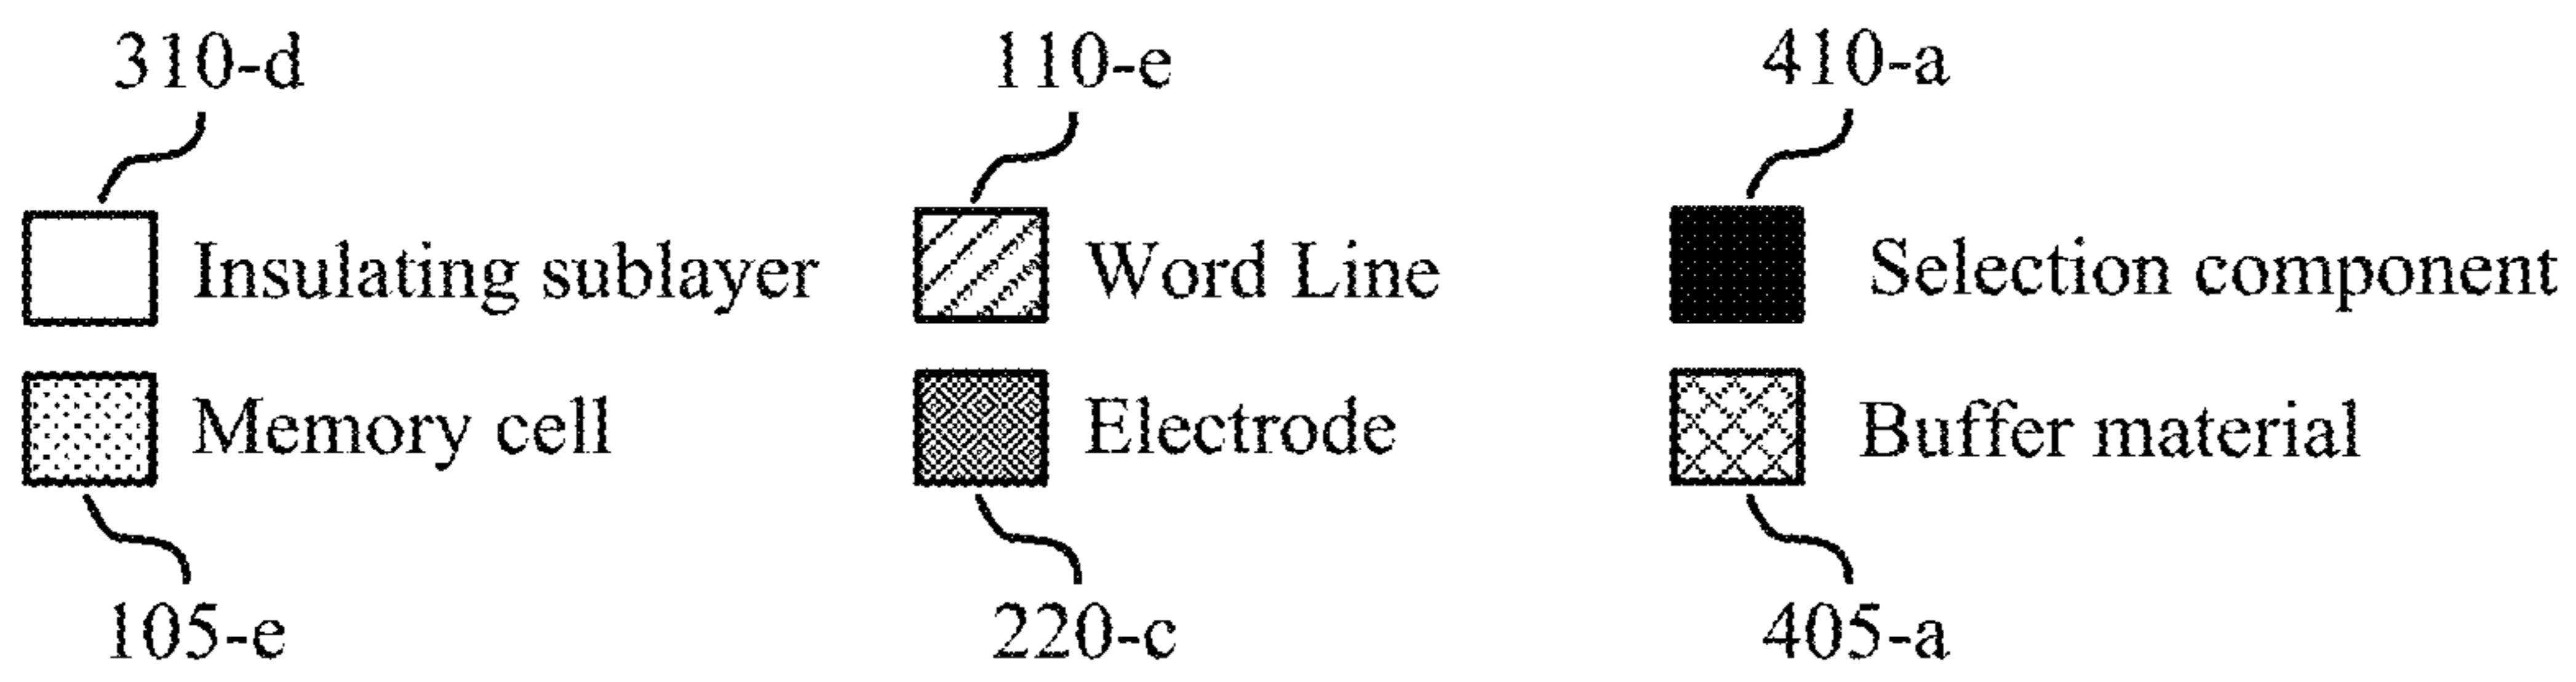 310-d 110-e 410-a
Insulating sublayer Word Line Selection component
Memory cell Electrode Buffer material
105-e 220-c 405-a